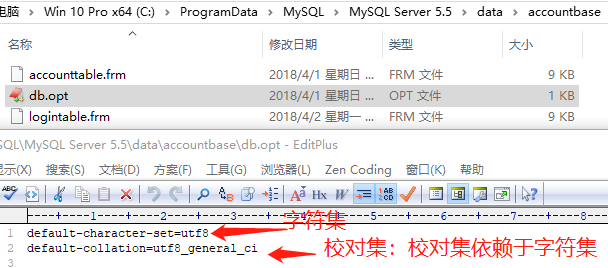 电脑 › Win 10 Pro x64 (C:) › ProgramData › MySQL › MySQL Server 5.5 › data › accountbase
修改日期 类型 大小
accounttable.frm 2018/4/1 星期日 ... FRM 文件 9 KB
db.opt 2018/4/1 星期日 ... OPT 文件 1 KB
logintable.frm 2018/4/2 星期一 ... FRM 文件 9 KB
QL\MySQL Server 5.5\data\accountbase\db.opt - EditPlus
显示(V) 搜索(S) 文档(D) 方案(F) 工具(G) 浏览器(L) Zen Coding 窗口(K) 帮助(H)
1 2 3 4 5 6 7 8
1 default-character-set=utf8 字符集
2 default-collation=utf8_general_ci 校对集：校对集依赖于字符集
3